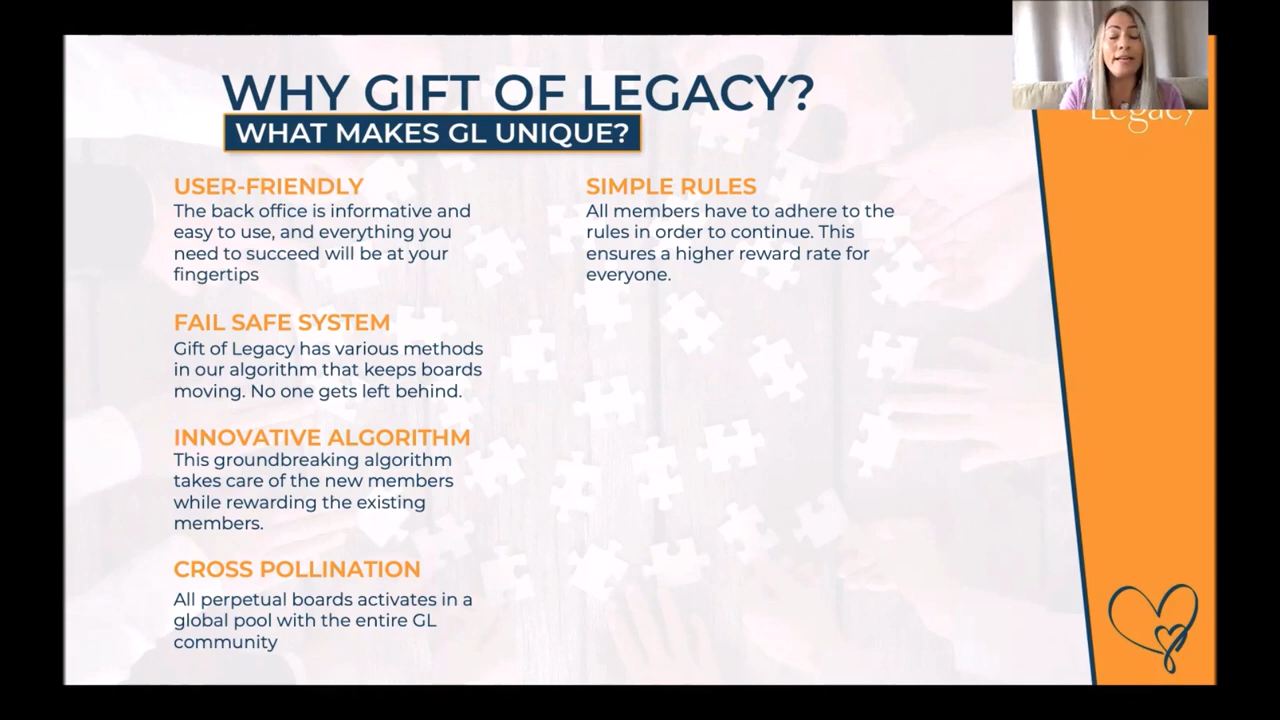 WHY GIFT OF LEGACY?
WHAT MAKES GL UNIQUE?
USER-FRIENDLY
The back office is informative and
easy to use, and everything you
need to succeed will be at your
fingertips
FAIL SAFE SYSTEM
Gift of Legacy has various methods
in our algorithm that keeps boards
moving. No one gets left behind.
INNOVATIVE ALGORITHM
This groundbreaking algorithm
takes care of the new members
while rewarding the existing
members.
CROSS POLLINATION
All perpetual boards activates in a
global pool with the entire GL
community
SIMPLE RULES
All members have to adhere to the
rules in order to continue. This
ensures a higher reward rate for
everyone.
Legacy